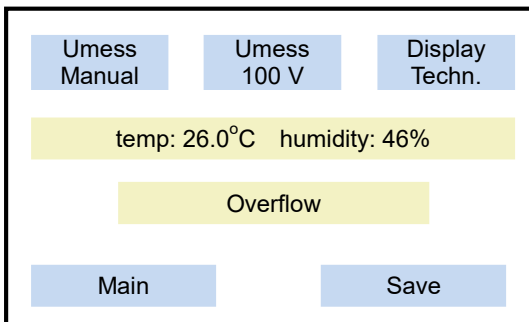 Umess
Manual
Umess
100 V
Display
Techn.
temp: 26.0°C humidity: 46%
Overflow
Main
Save